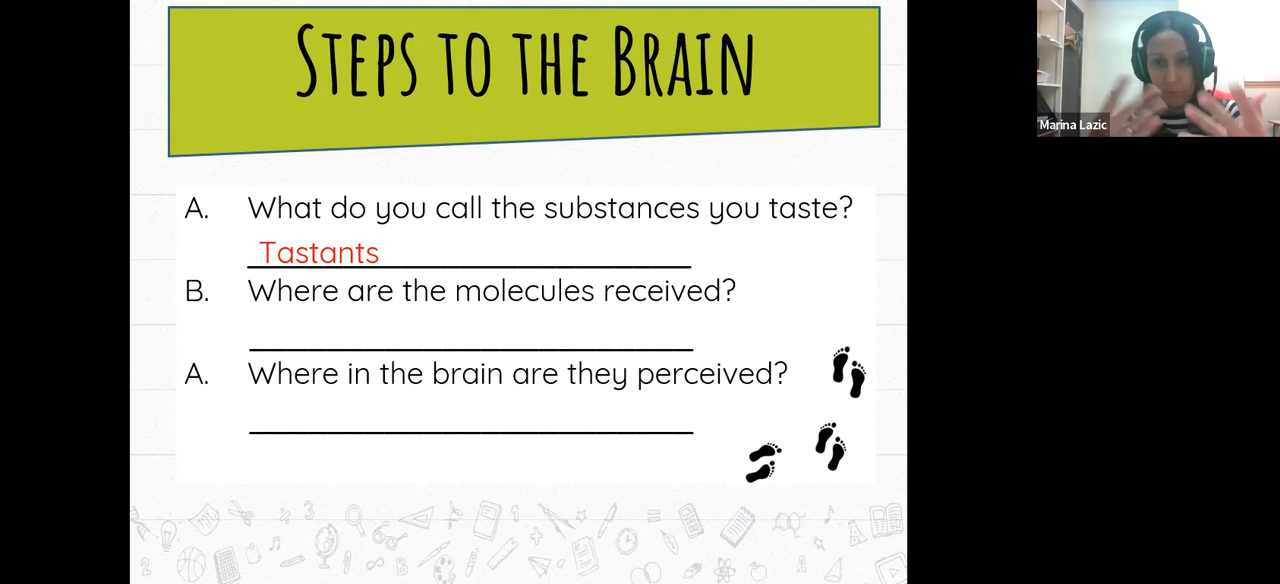 STEPS TO THE BRAIN
A. What do you call the substances you taste?
Tastants
B. Where are the molecules received?
A. Where in the brain are they perceived?
Marina Lazic